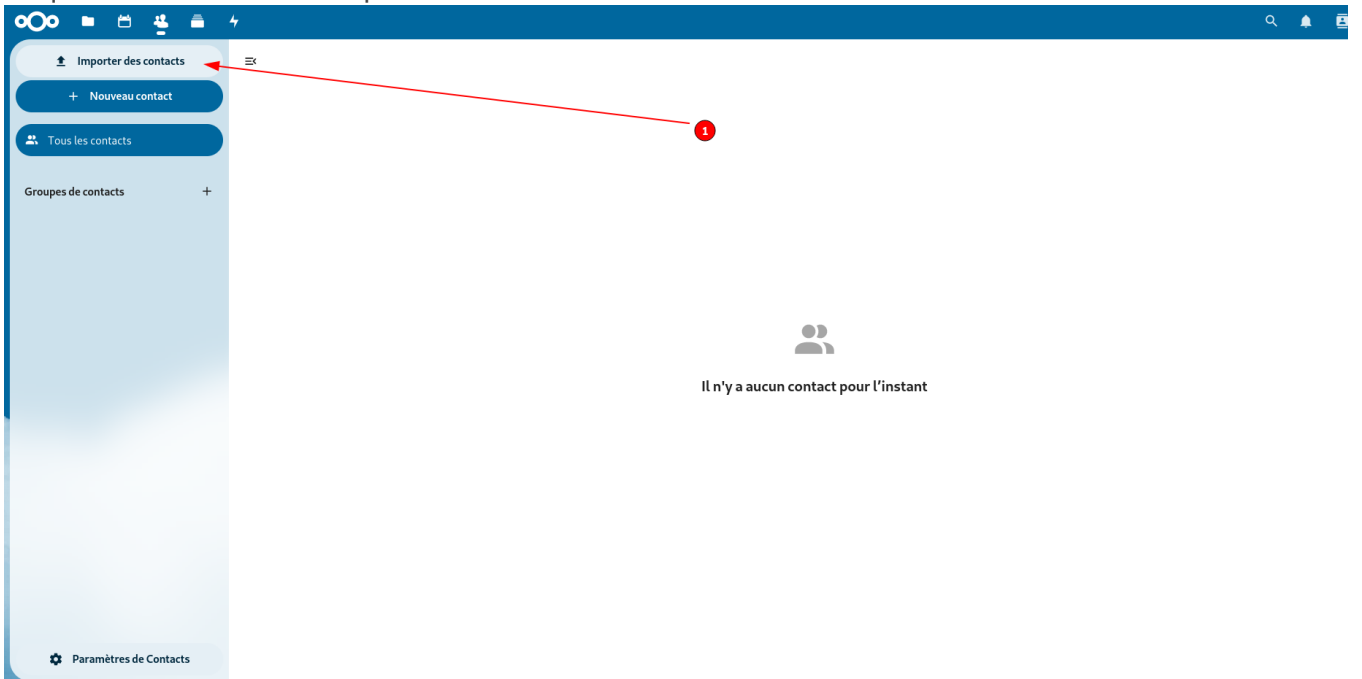 Importer des contacts
1
Nouveau contact
Tous les contacts
Groupes de contacts
Il n'y a aucun contact pour l’instant
Paramètres de Contacts